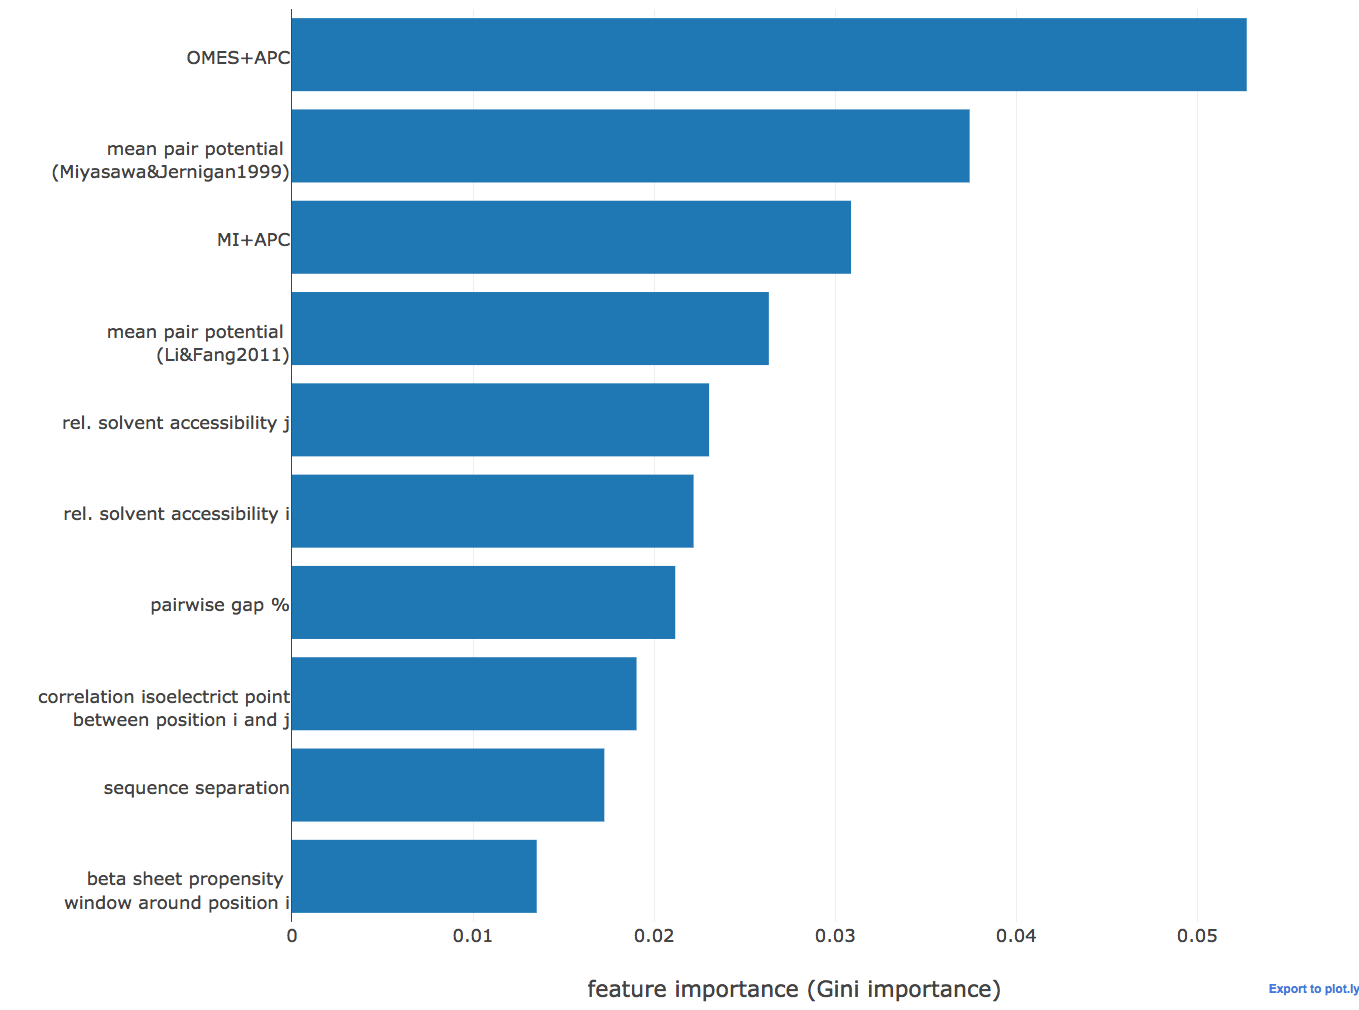 OMES+APC
mean pair potential
(Miyasawa&Jernigan1999)
MI+APC
mean pair potential
(Li&Fang2011)
rel. solvent accessibility j
rel. solvent accessibility i
pairwise gap %
correlation isoelectrict point
between position i and j
sequence separation
beta sheet propensity
window around position i
0 0.01 0.02 0.03 0.04 0.05
feature importance (Gini importance)
Export to plot.ly